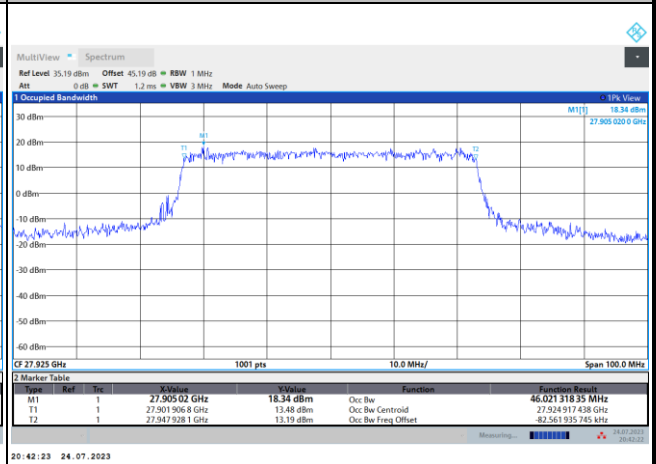 MultiView Spectrum
Ref Level 35.19 dBm Offset 45.19 dB RBW 1 MHz
Att 0 dB SWT 1.2 ms VBW 3 MHz Mode Auto Sweep
1 Occupied Bandwidth 1Pk View
M1[1] 18.34 dBm
27.905 020 0 GHz
30 dBm
M1
20 dBm
T1 T2
10 dBm
0 dBm
-10 dBm
-20 dBm
-30 dBm
-40 dBm
-50 dBm
-60 dBm
CF 27.925 GHz 1001 pts 10.0 MHz/ Span 100.0 MHz
2 Marker Table
Type Ref Trc X-Value Y-Value Function Function Result
M1 1 27.90502 GHz 18.34 dBm Occ Bw 46.021 318 35 MHz
T1 1 27.901 906 8 GHz 13.48 dBm Occ Bw Centroid 27.924 917 438 GHz
T2 1 27.947 928 1 GHz 13.19 dBm Occ Bw Freq Offset -82.561 935 745 kHz
Measuring... 24.07.2023
20:42:22
20:42:23 24.07.2023